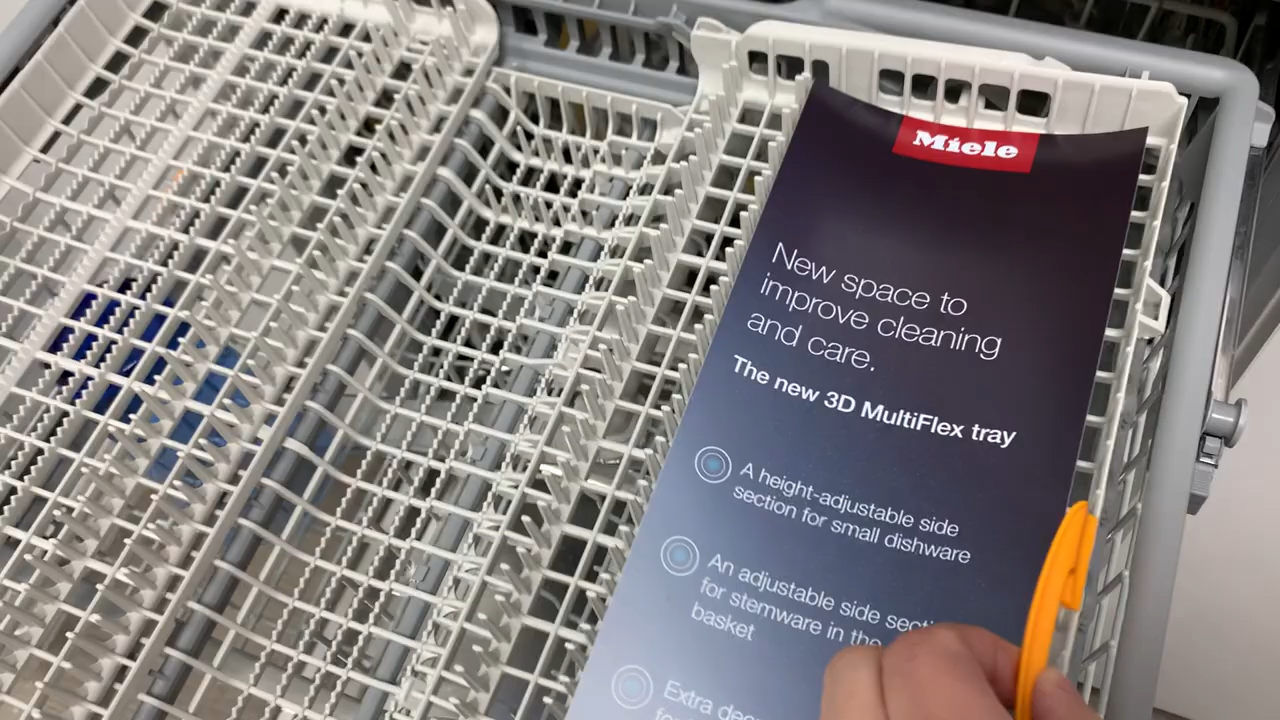 Miele
New space to
improve cleaning
and care.
The new 3D MultiFlex tray
A height-adjustable side
section for small dishware
An adjustable side
for stemware in the
basket
Extra